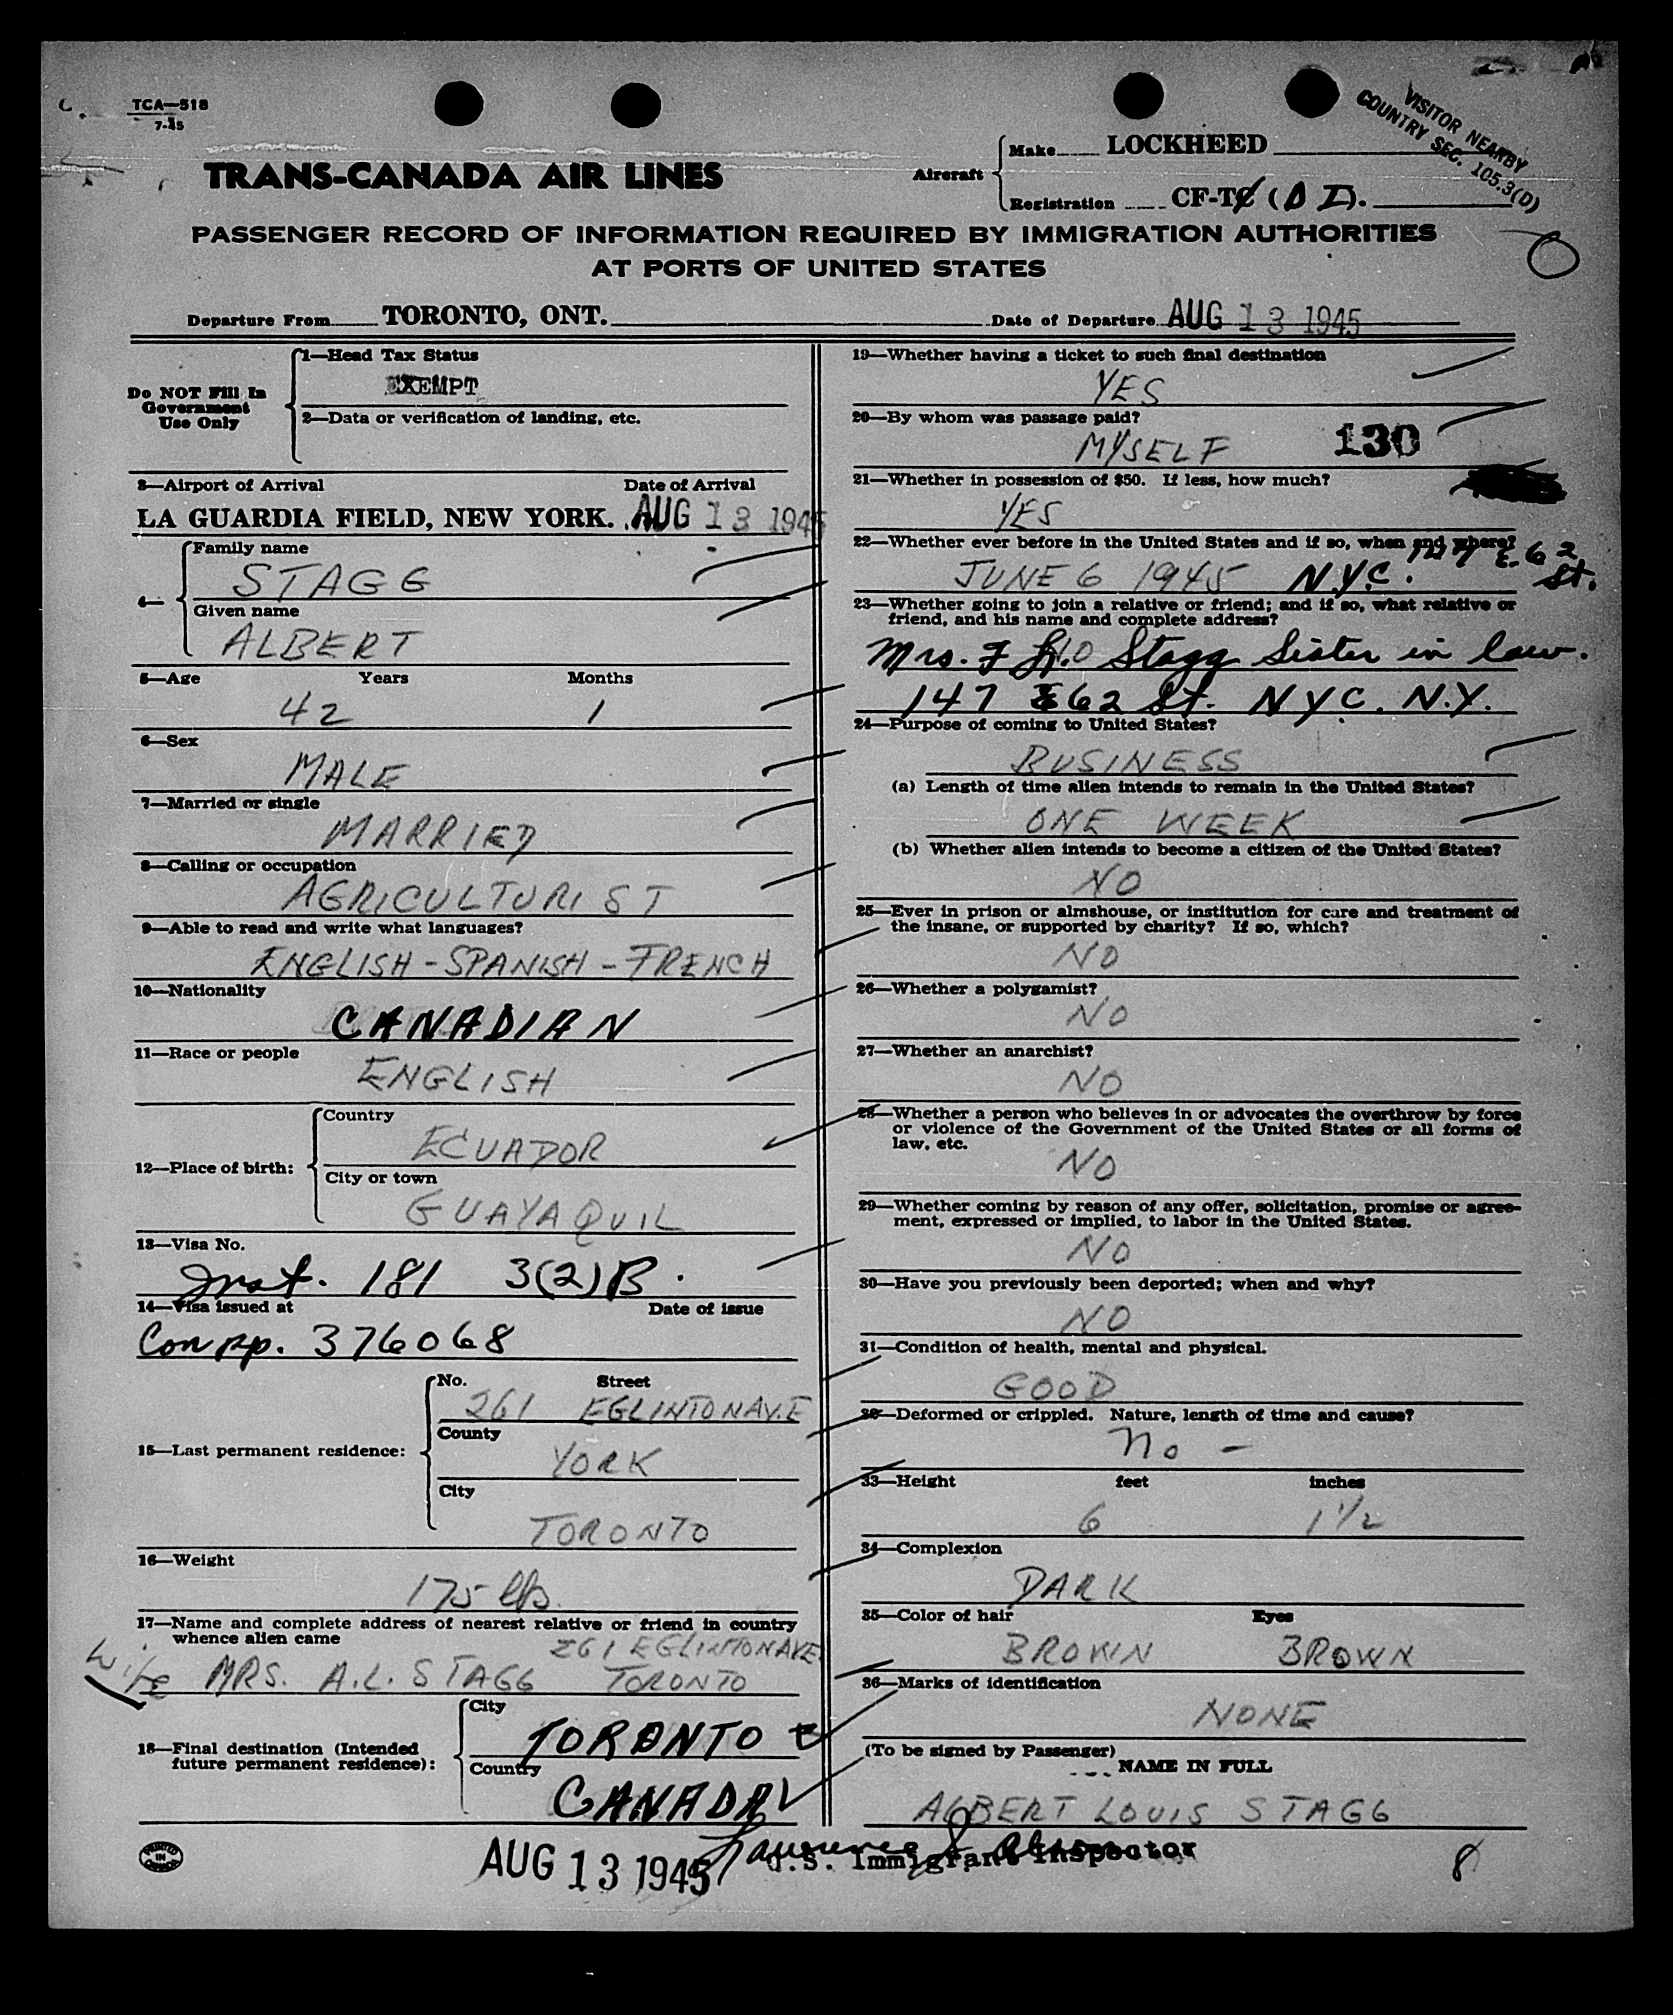 TCA—518
7-45
VISITOR NEARBY
COUNTRY SEC. 105.3(D)
TRANS-CANADA AIR LINES
Aircraft
Make LOCKHEED
Registration CF-TC (D I).
PASSENGER RECORD OF INFORMATION REQUIRED BY IMMIGRATION AUTHORITIES
AT PORTS OF UNITED STATES
Departure From TORONTO, ONT.
Date of Departure AUG 13 1945
Do NOT Fill In
Government
Use Only
1—Head Tax Status
EXEMPT
2—Data or verification of landing, etc.
3—Airport of Arrival Date of Arrival
LA GUARDIA FIELD, NEW YORK. AUG 13 1945
4—
Family name
STAGG
Given name
ALBERT
5—Age Years Months
42 1
6—Sex
MALE
7—Married or single
MARRIED
8—Calling or occupation
AGRICULTURIST
9—Able to read and write what languages?
ENGLISH - SPANISH - FRENCH
10—Nationality
CANADIAN
11—Race or people
ENGLISH
12—Place of birth:
Country
ECUADOR
City or town
GUAYAQUIL
13—Visa No.
Inst. 181 3(2)B.
14—Visa issued at Date of issue
Can pp. 376068
15—Last permanent residence:
No. Street
261 EGLINTON AV. E
County
YORK
City
TORONTO
16—Weight
175 lbs.
17—Name and complete address of nearest relative or friend in country
whence alien came
261 EGLINTON AVE.
Wife MRS. A.L. STAGG TORONTO
18—Final destination (Intended
future permanent residence):
City
TORONTO
Country
CANADA
PRINTED
IN
CANADA
AUG 13 1945
U.S. Immigrant Inspector
19—Whether having a ticket to such final destination
YES
20—By whom was passage paid?
MYSELF 130
21—Whether in possession of $50. If less, how much?
YES
22—Whether ever before in the United States and if so, when and where?
JUNE 6 1945 N.Y.C. 147 E. 62
St.
23—Whether going to join a relative or friend; and if so, what relative or
friend, and his name and complete address?
Mrs. F Stagg Sister in law.
147 E 62 St. NYC. N.Y.
24—Purpose of coming to United States?
BUSINESS
(a) Length of time alien intends to remain in the United States?
ONE WEEK
(b) Whether alien intends to become a citizen of the United States?
NO
25—Ever in prison or almshouse, or institution for care and treatment of
the insane, or supported by charity? If so, which?
NO
26—Whether a polygamist?
NO
27—Whether an anarchist?
NO
28—Whether a person who believes in or advocates the overthrow by force
or violence of the Government of the United States or all forms of
law, etc.
NO
29—Whether coming by reason of any offer, solicitation, promise or agree-
ment, expressed or implied, to labor in the United States.
NO
30—Have you previously been deported; when and why?
NO
31—Condition of health, mental and physical.
GOOD
32—Deformed or crippled. Nature, length of time and cause?
No -
33—Height feet inches
6 1 1/2
34—Complexion
DARK
35—Color of hair Eyes
BROWN BROWN
36—Marks of identification
NONE
(To be signed by Passenger)
NAME IN FULL
ALBERT LOUIS STAGG
8